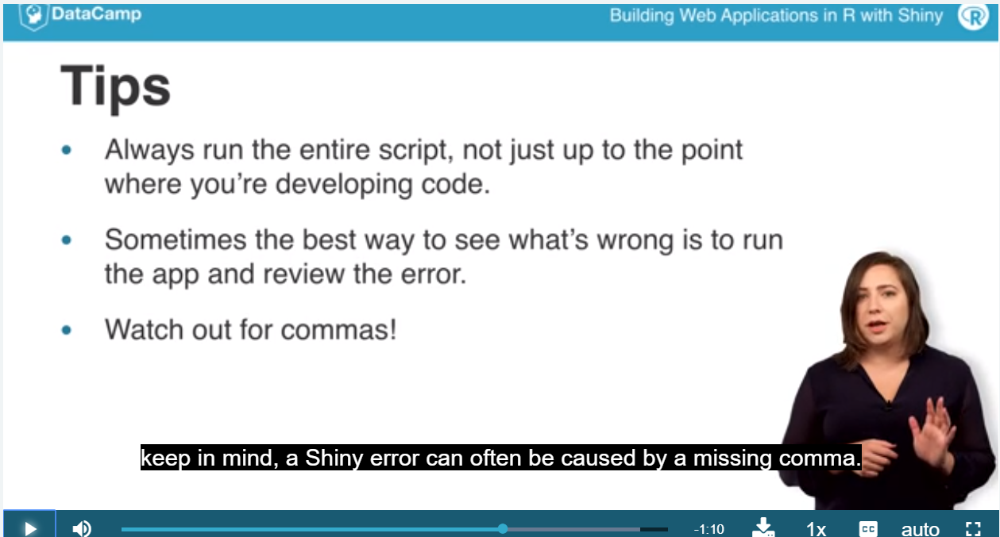 DataCamp
Building Web Applications in R with Shiny
R
Tips
• Always run the entire script, not just up to the point
where you're developing code.
• Sometimes the best way to see what's wrong is to run
the app and review the error.
• Watch out for commas!
keep in mind, a Shiny error can often be caused by a missing comma.
-1:10
1x
CC
auto